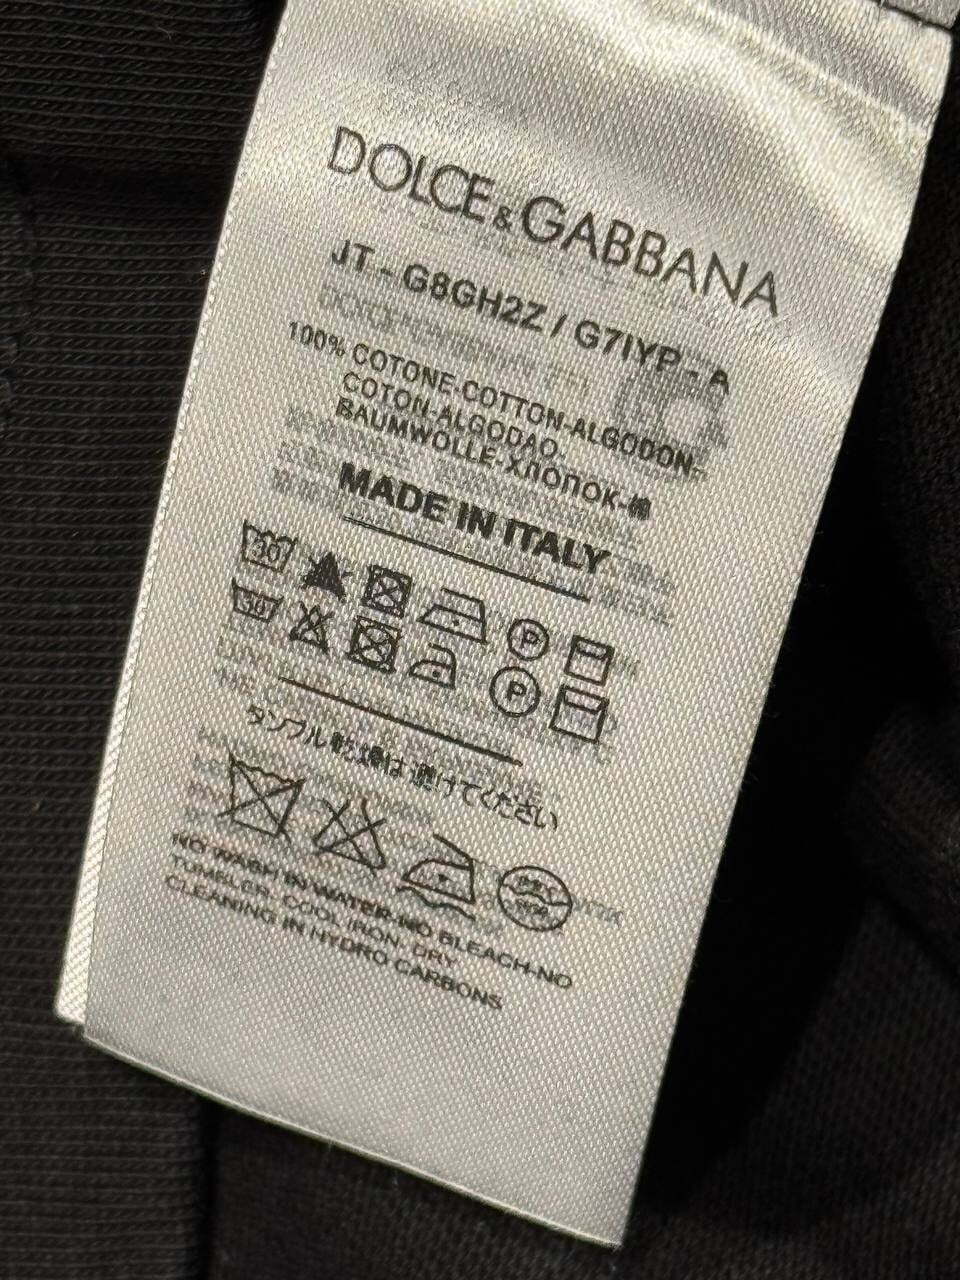 DOLCE&GABBANA
JT - G8GH2Z / G7IYP - A
100% COTONE-COTTON-ALGODON-
COTON-ALGODAO.
BAUMWOLLE-ХЛОПОК-棉
MADE IN ITALY
30 P
30 P
タンブル乾燥は避けてください
NO WASH IN WATER-NO BLEACH-NO
TUMBLER, COOL IRON, DRY
CLEANING IN HYDRO CARBONS